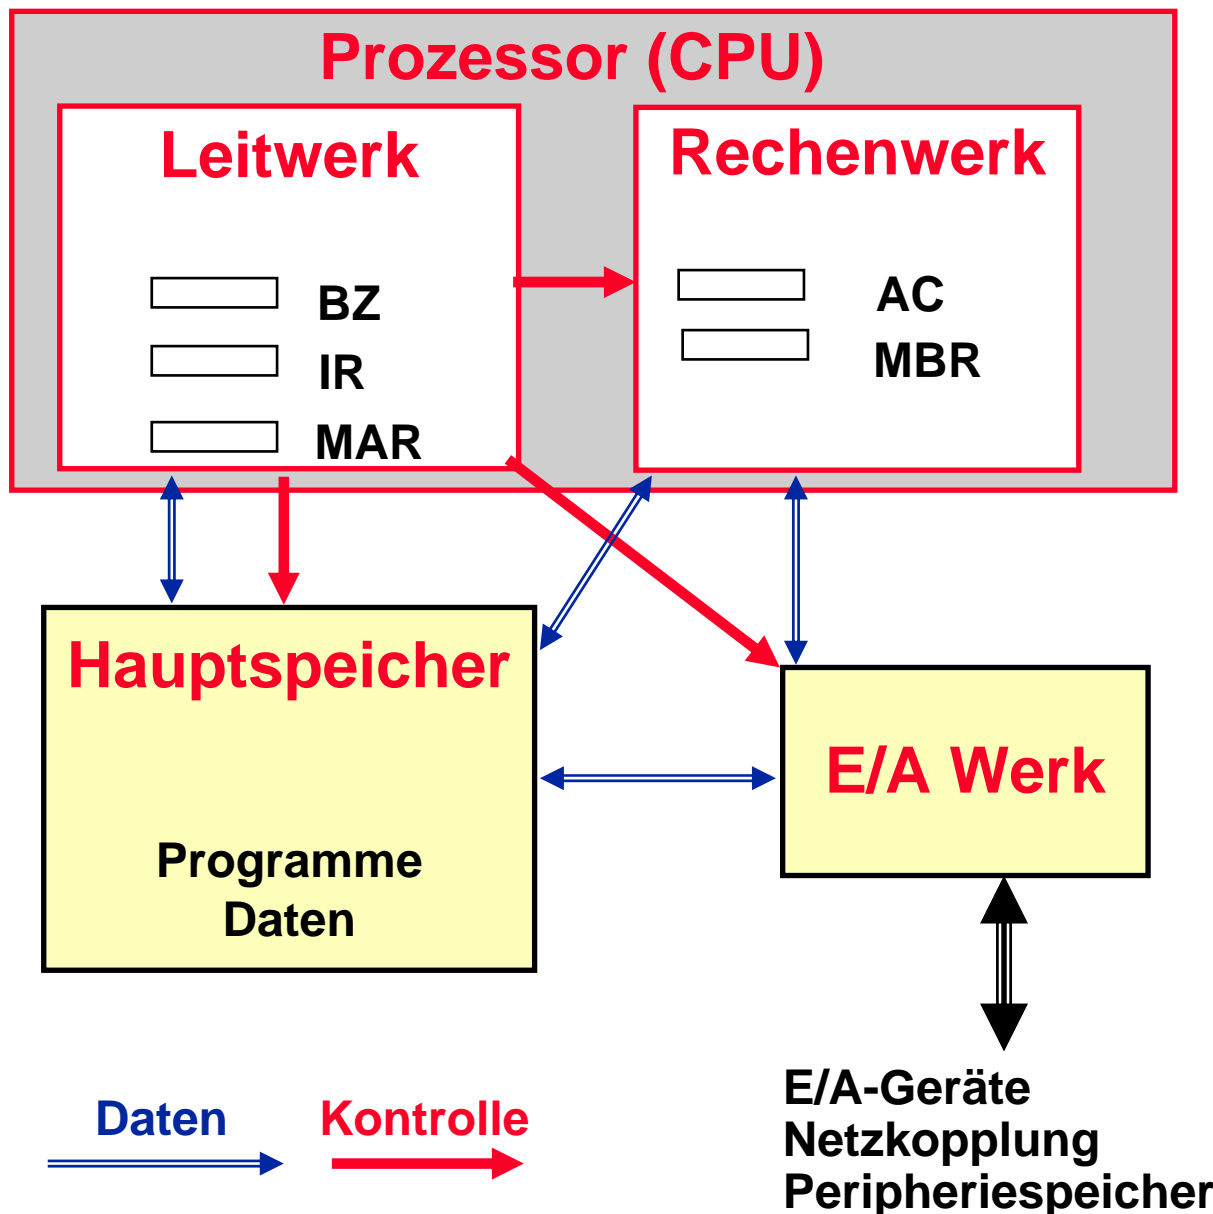 Prozessor (CPU)
Leitwerk
BZ
IR
MAR
Rechenwerk
AC
MBR
Hauptspeicher
Programme
Daten
E/A Werk
E/A-Geräte
Netzkopplung
Peripheriespeicher
Daten
Kontrolle